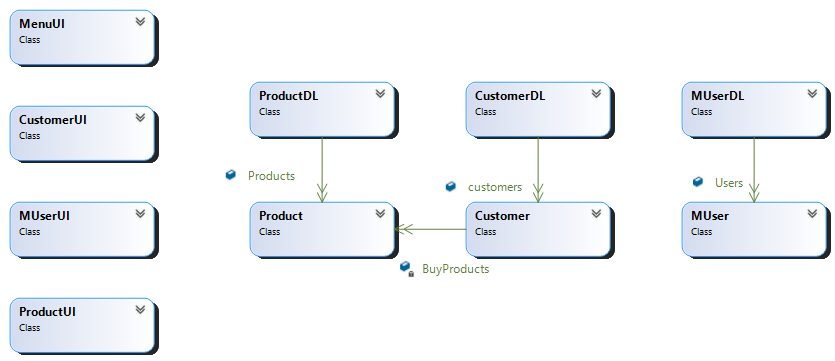 MenuUI
Class
CustomerUI
Class
MUserUI
Class
ProductUI
Class
ProductDL
Class
CustomerDL
Class
MUserDL
Class
Products
customers
Users
Product
Class
Customer
Class
MUser
Class
BuyProducts